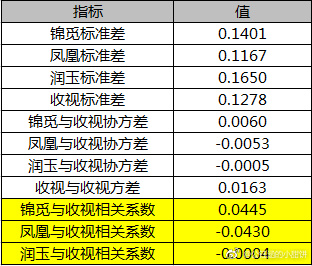 指标 值
锦觅标准差 0.1401
凤凰标准差 0.1167
润玉标准差 0.1650
收视标准差 0.1278
锦觅与收视协方差 0.0060
凤凰与收视协方差 -0.0053
润玉与收视协方差 -0.0005
收视与收视方差 0.0163
锦觅与收视相关系数 0.0445
凤凰与收视相关系数 -0.0430
润玉与收视相关系数 -0.0004